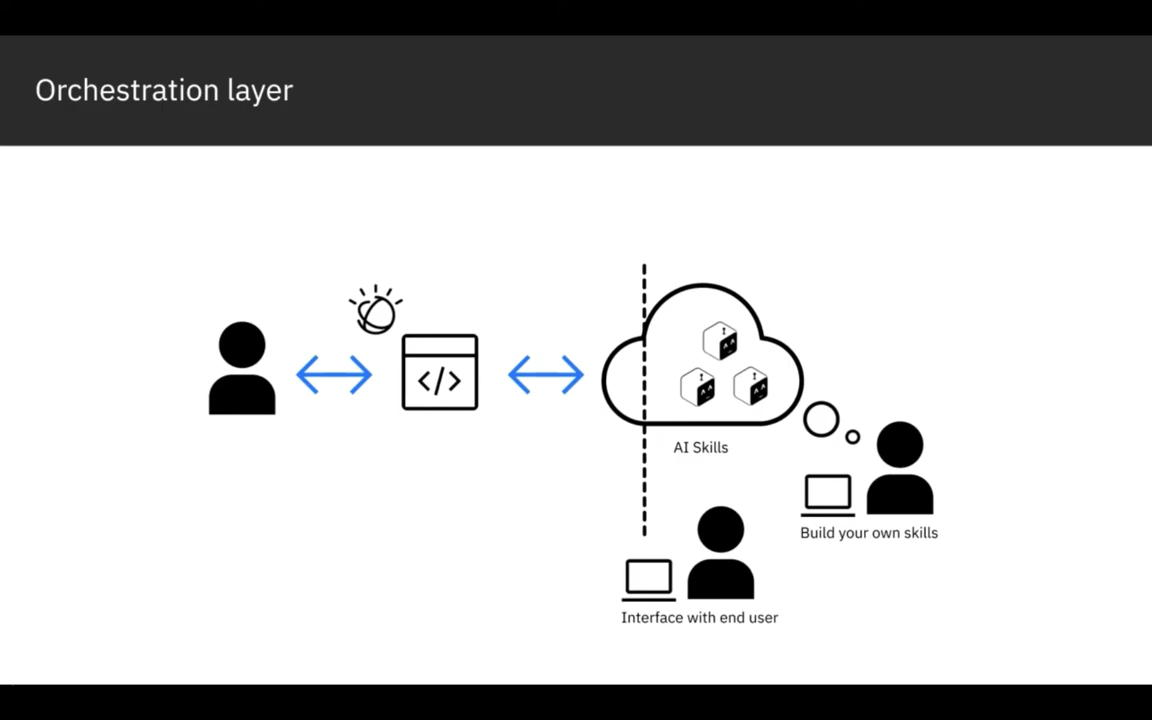 Orchestration layer
</>
AI Skills
Build your own skills
Interface with end user